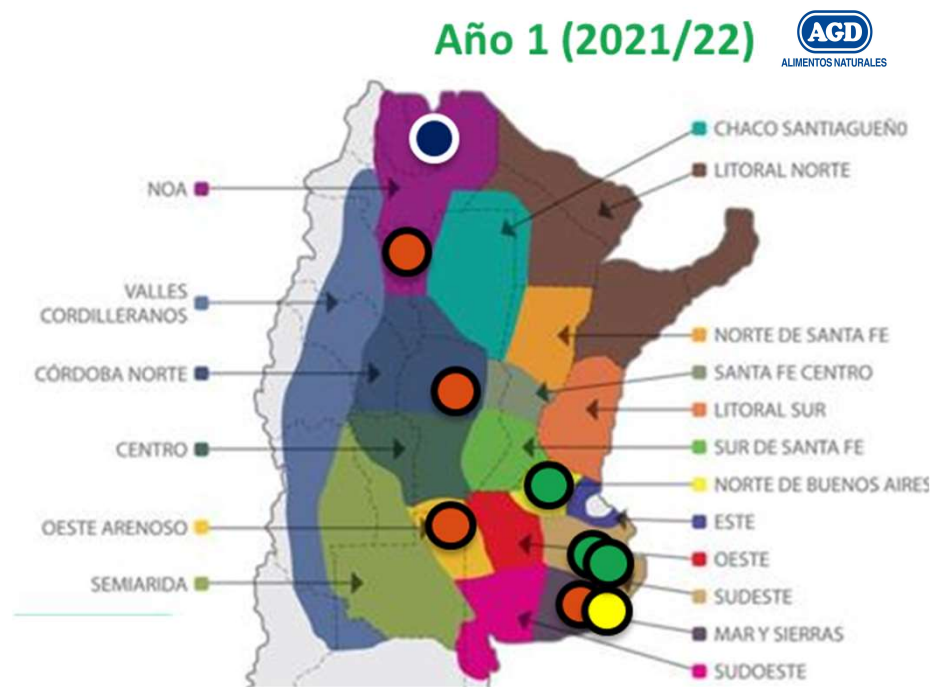 Año 1 (2021/22)
AGD
ALIMENTOS NATURALES
CHACO SANTIAGUEÑ0
LITORAL NORTE
NOA
VALLES
CORDILLERANOS
NORTE DE SANTA FE
CÓRDOBA NORTE
SANTA FE CENTRO
LITORAL SUR
CENTRO
SUR DE SANTA FE
NORTE DE BUENOS AIRES
OESTE ARENOSO
ESTE
OESTE
SEMIARIDA
SUDESTE
MAR Y SIERRAS
SUDOESTE